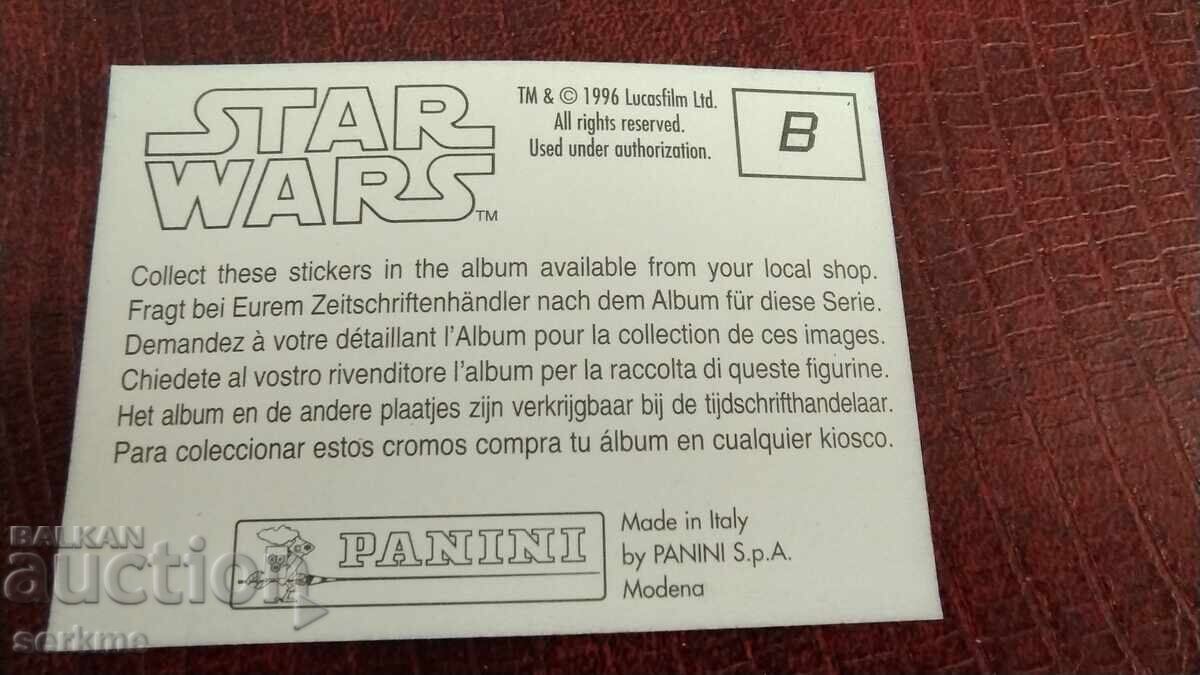 STAR
WARS
TM
TM & © 1996 Lucasfilm Ltd.
All rights reserved.
Used under authorization.
B
Collect these stickers in the album available from your local shop.
Fragt bei Eurem Zeitschriftenhändler nach dem Album für diese Serie.
Demandez à votre détaillant l'Album pour la collection de ces images.
Chiedete al vostro rivenditore l'album per la raccolta di queste figurine.
Het album en de andere plaatjes zijn verkrijgbaar bij de tijdschrifthandelaar.
Para coleccionar estos cromos compra tu álbum en cualquier kiosco.
PANINI
Made in Italy
by PANINI S.p.A.
Modena
BALKAN
auction
serkme